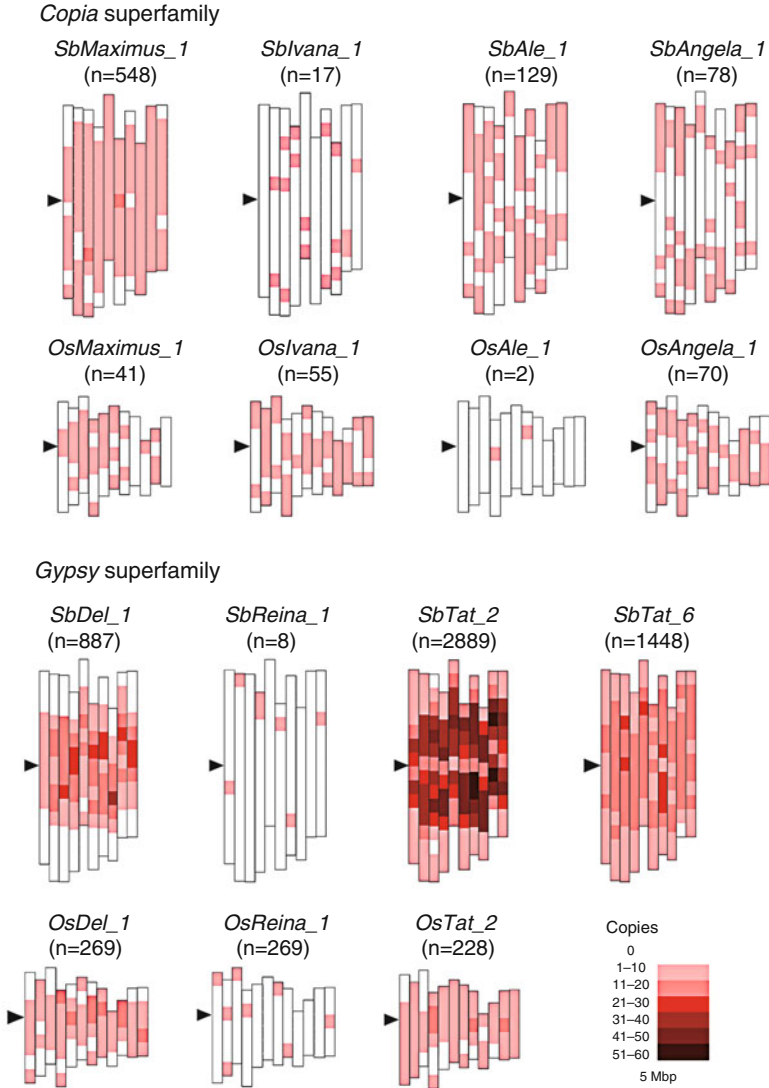 Copia superfamily
SbMaximus_1 SbIvana_1 SbAle_1 SbAngela_1
(n=548) (n=17) (n=129) (n=78)
OsMaximus_1 OsIvana_1 OsAle_1 OsAngela_1
(n=41) (n=55) (n=2) (n=70)
Gypsy superfamily
SbDel_1 SbReina_1 SbTat_2 SbTat_6
(n=887) (n=8) (n=2889) (n=1448)
OsDel_1 OsReina_1 OsTat_2
(n=269) (n=269) (n=228)
Copies
0
1–10
11–20
21–30
31–40
41–50
51–60
5 Mbp